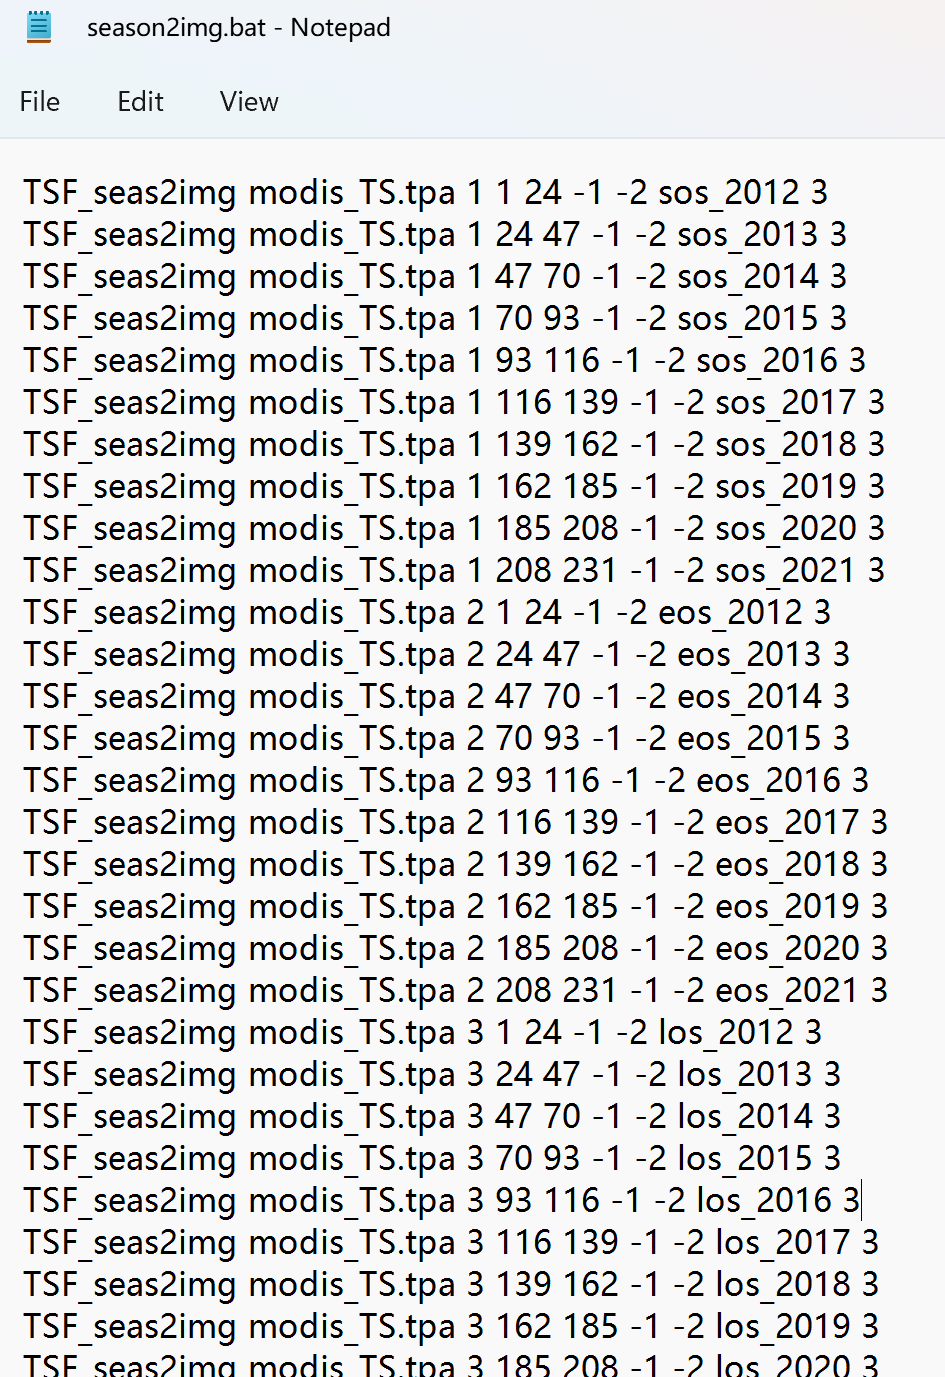 season2img.bat - Notepad
File Edit View
TSF_seas2img modis_TS.tpa 1 1 24 -1 -2 sos_2012 3
TSF_seas2img modis_TS.tpa 1 24 47 -1 -2 sos_2013 3
TSF_seas2img modis_TS.tpa 1 47 70 -1 -2 sos_2014 3
TSF_seas2img modis_TS.tpa 1 70 93 -1 -2 sos_2015 3
TSF_seas2img modis_TS.tpa 1 93 116 -1 -2 sos_2016 3
TSF_seas2img modis_TS.tpa 1 116 139 -1 -2 sos_2017 3
TSF_seas2img modis_TS.tpa 1 139 162 -1 -2 sos_2018 3
TSF_seas2img modis_TS.tpa 1 162 185 -1 -2 sos_2019 3
TSF_seas2img modis_TS.tpa 1 185 208 -1 -2 sos_2020 3
TSF_seas2img modis_TS.tpa 1 208 231 -1 -2 sos_2021 3
TSF_seas2img modis_TS.tpa 2 1 24 -1 -2 eos_2012 3
TSF_seas2img modis_TS.tpa 2 24 47 -1 -2 eos_2013 3
TSF_seas2img modis_TS.tpa 2 47 70 -1 -2 eos_2014 3
TSF_seas2img modis_TS.tpa 2 70 93 -1 -2 eos_2015 3
TSF_seas2img modis_TS.tpa 2 93 116 -1 -2 eos_2016 3
TSF_seas2img modis_TS.tpa 2 116 139 -1 -2 eos_2017 3
TSF_seas2img modis_TS.tpa 2 139 162 -1 -2 eos_2018 3
TSF_seas2img modis_TS.tpa 2 162 185 -1 -2 eos_2019 3
TSF_seas2img modis_TS.tpa 2 185 208 -1 -2 eos_2020 3
TSF_seas2img modis_TS.tpa 2 208 231 -1 -2 eos_2021 3
TSF_seas2img modis_TS.tpa 3 1 24 -1 -2 los_2012 3
TSF_seas2img modis_TS.tpa 3 24 47 -1 -2 los_2013 3
TSF_seas2img modis_TS.tpa 3 47 70 -1 -2 los_2014 3
TSF_seas2img modis_TS.tpa 3 70 93 -1 -2 los_2015 3
TSF_seas2img modis_TS.tpa 3 93 116 -1 -2 los_2016 3
TSF_seas2img modis_TS.tpa 3 116 139 -1 -2 los_2017 3
TSF_seas2img modis_TS.tpa 3 139 162 -1 -2 los_2018 3
TSF_seas2img modis_TS.tpa 3 162 185 -1 -2 los_2019 3
TSF_seas2img modis_TS.tpa 3 185 208 -1 -2 los_2020 3